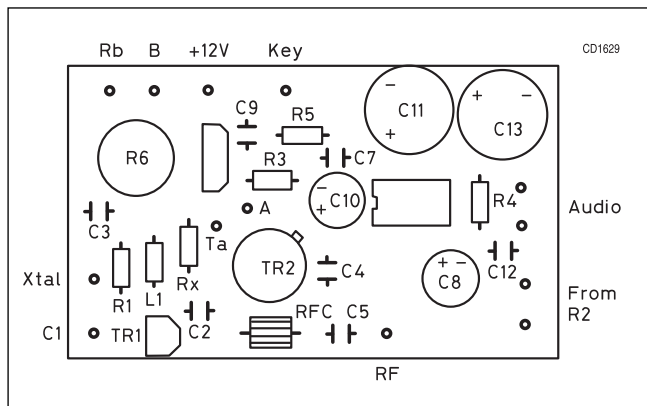 Rb B +12V Key
CD1629
C9
R5
C11
C13
R6
R3
C7
C10
R4
A
C3
Ta
Audio
TR2
C4
C12
Xtal
R1
L1
Rx
C8
From
R2
C1
TR1
C2
RFC
C5
RF
- + + - - + + -